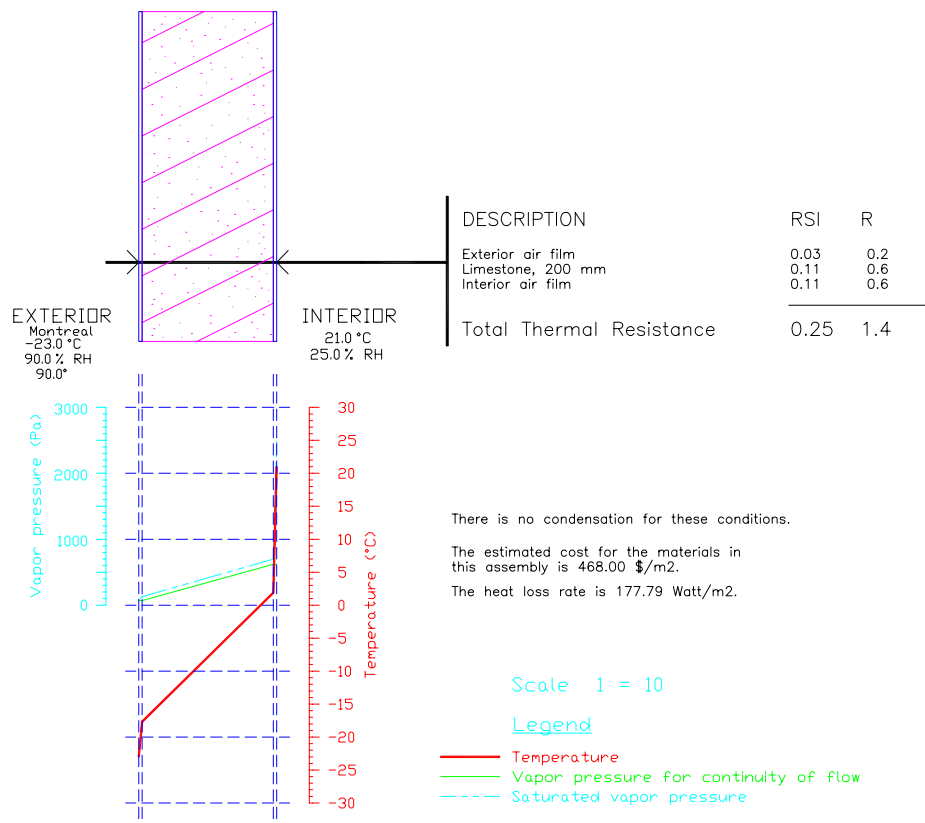 DESCRIPTION RSI R
Exterior air film 0.03 0.2
Limestone, 200 mm 0.11 0.6
Interior air film 0.11 0.6
Total Thermal Resistance 0.25 1.4
EXTERIOR
Montreal
-23.0 °C
90.0 % RH
90.0°
INTERIOR
21.0 °C
25.0 % RH
Vapor pressure (Pa)
3000
2000
1000
0
30
25
20
15
10
5
0
-5
-10
-15
-20
-25
-30
Temperature (°C)
There is no condensation for these conditions.
The estimated cost for the materials in
this assembly is 468.00 $/m2.
The heat loss rate is 177.79 Watt/m2.
Scale 1 = 10
Legend
Temperature
Vapor pressure for continuity of flow
Saturated vapor pressure